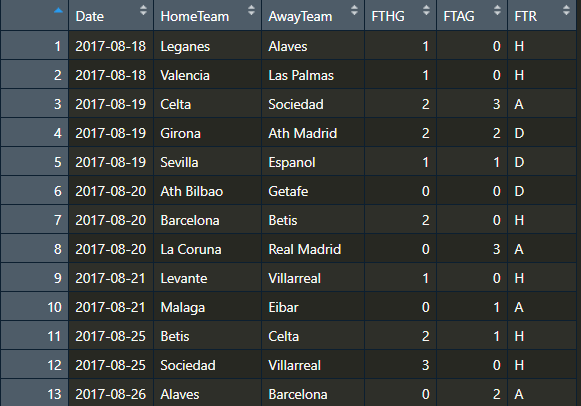 Date HomeTeam AwayTeam FTHG FTAG FTR
1 2017-08-18 Leganes Alaves 1 0 H
2 2017-08-18 Valencia Las Palmas 1 0 H
3 2017-08-19 Celta Sociedad 2 3 A
4 2017-08-19 Girona Ath Madrid 2 2 D
5 2017-08-19 Sevilla Espanol 1 1 D
6 2017-08-20 Ath Bilbao Getafe 0 0 D
7 2017-08-20 Barcelona Betis 2 0 H
8 2017-08-20 La Coruna Real Madrid 0 3 A
9 2017-08-21 Levante Villarreal 1 0 H
10 2017-08-21 Malaga Eibar 0 1 A
11 2017-08-25 Betis Celta 2 1 H
12 2017-08-25 Sociedad Villarreal 3 0 H
13 2017-08-26 Alaves Barcelona 0 2 A